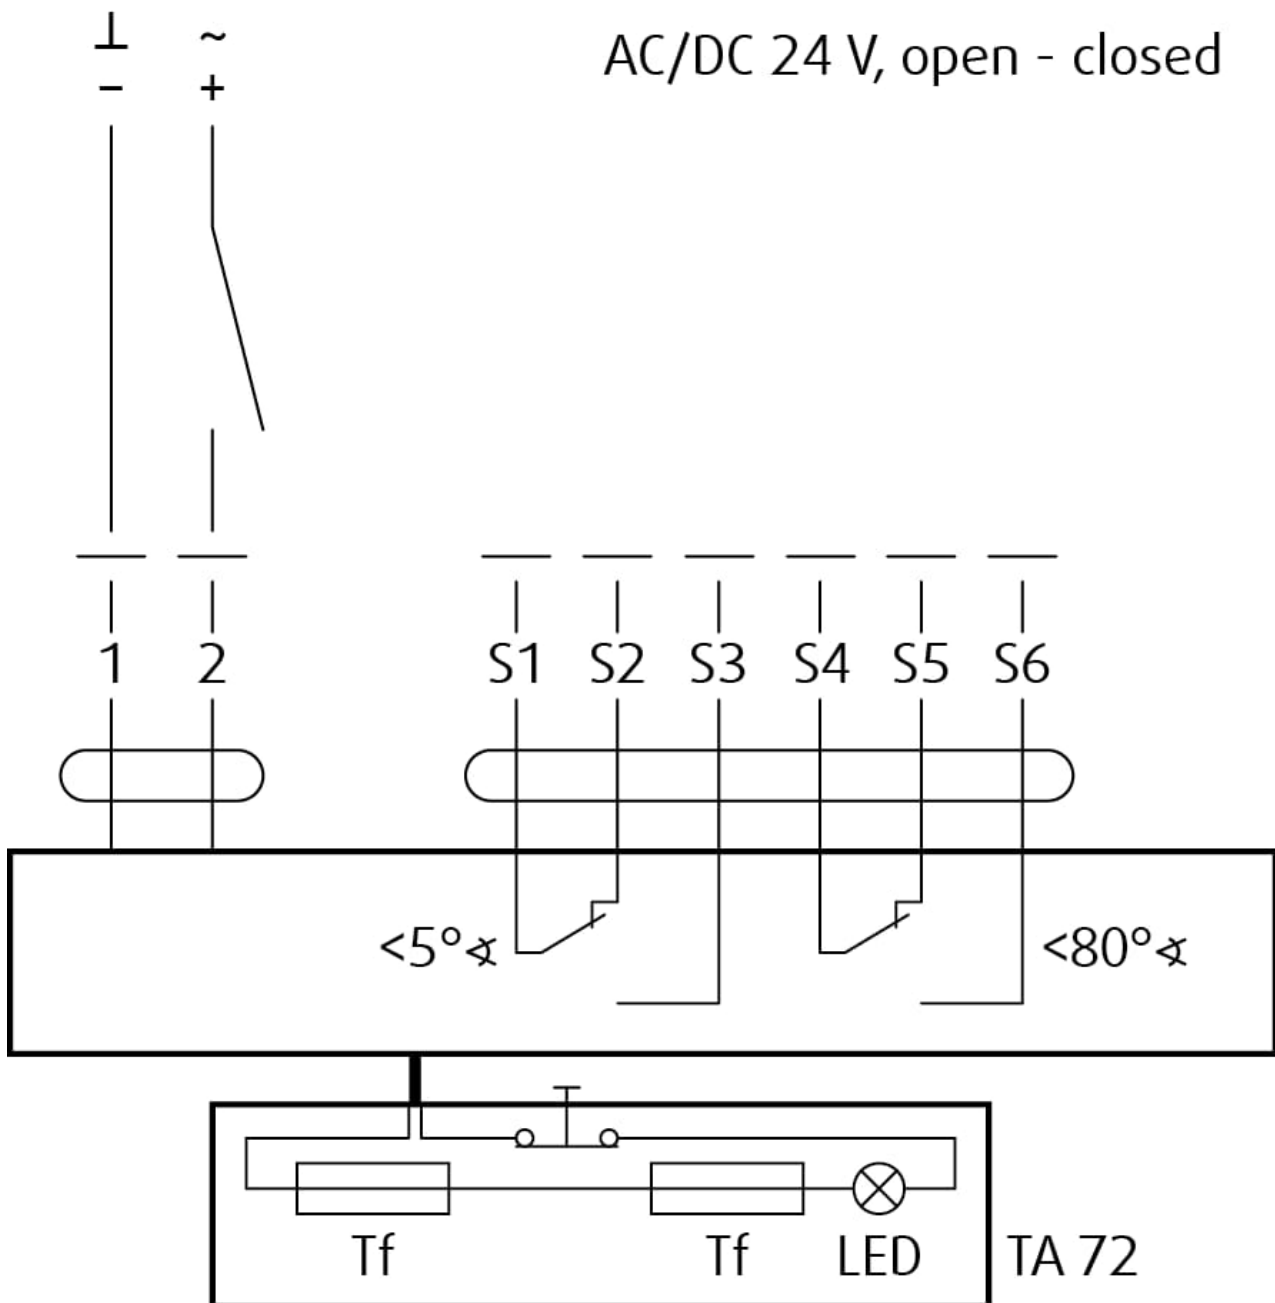 ⊥ ~
AC/DC 24 V, open - closed
- +
1 2 S1 S2 S3 S4 S5 S6
<5°∢ <80°∢
Tf Tf LED TA 72